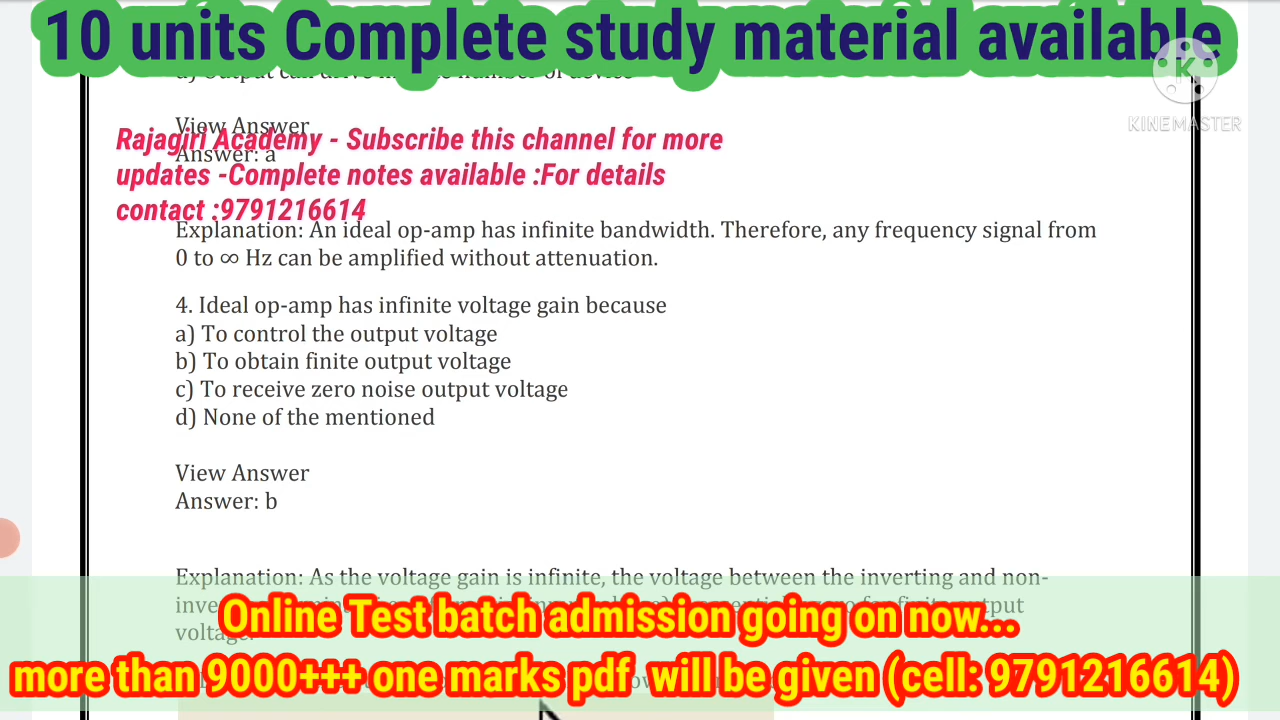 10 units Complete study material available
KINEMASTER
View Answer
Rajagiri Academy - Subscribe this channel for more
Answer: a
updates -Complete notes available :For details
contact :9791216614
Explanation: An ideal op-amp has infinite bandwidth. Therefore, any frequency signal from
0 to ∞ Hz can be amplified without attenuation.
4. Ideal op-amp has infinite voltage gain because
a) To control the output voltage
b) To obtain finite output voltage
c) To receive zero noise output voltage
d) None of the mentioned
View Answer
Answer: b
Explanation: As the voltage gain is infinite, the voltage between the inverting and non-
output
voltage.
Online Test batch admission going on now...
more than 9000+++ one marks pdf will be given (cell: 9791216614)